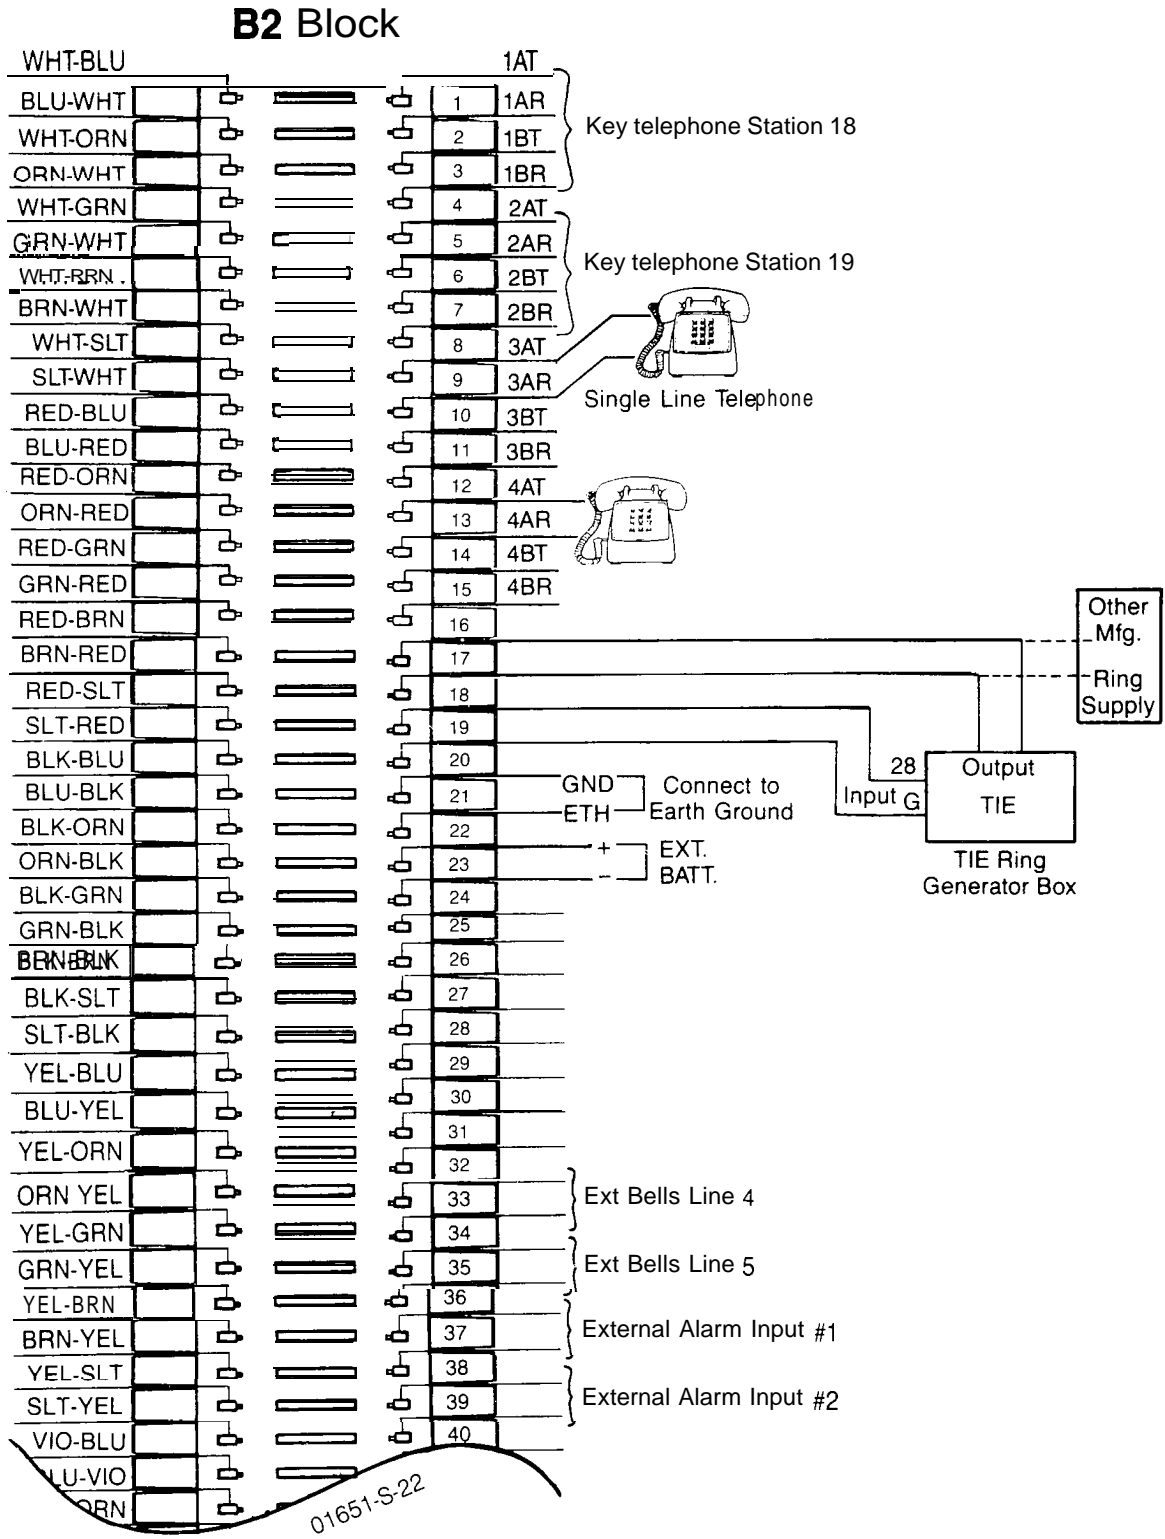 B2 Block
WHT-BLU 1AT
BLU-WHT 1 1AR
Key telephone Station 18
WHT-ORN 2 1BT
ORN-WHT 3 1BR
WHT-GRN 4 2AT
GRN-WHT 5 2AR
Key telephone Station 19
WHT-BRN 6 2BT
BRN-WHT 7 2BR
WHT-SLT 8 3AT
SLT-WHT 9 3AR
Single Line Telephone
RED-BLU 10 3BT
BLU-RED 11 3BR
RED-ORN 12 4AT
ORN-RED 13 4AR
RED-GRN 14 4BT
GRN-RED 15 4BR
RED-BRN 16
Other
Mfg.
Ring
Supply
BRN-RED 17
RED-SLT 18
SLT-RED 19
BLK-BLU 20
28 Output
Input G TIE
TIE Ring
Generator Box
BLU-BLK 21
GND Connect to
ETH Earth Ground
BLK-ORN 22
ORN-BLK 23
+ EXT.
– BATT.
BLK-GRN 24
GRN-BLK 25
BRN-BLK 26
BLK-SLT 27
SLT-BLK 28
YEL-BLU 29
30
BLU-YEL 31
YEL-ORN 32
ORN YEL 33
Ext Bells Line 4
YEL-GRN 34
GRN-YEL 35
Ext Bells Line 5
YEL-BRN 36
BRN-YEL 37
External Alarm Input #1
YEL-SLT 38
SLT-YEL 39
External Alarm Input #2
VIO-BLU 40
BLU-VIO
ORN
01651-S-22